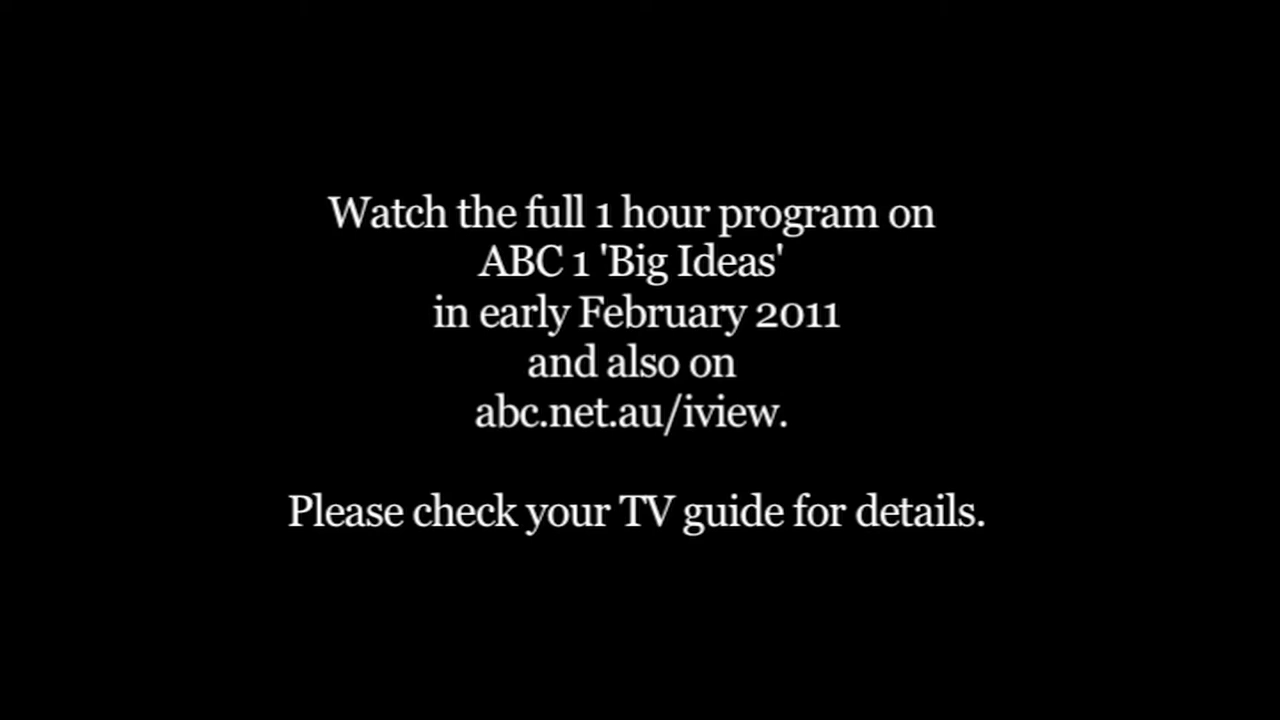 Watch the full 1 hour program on
ABC 1 'Big Ideas'
in early February 2011
and also on
abc.net.au/iview.
Please check your TV guide for details.